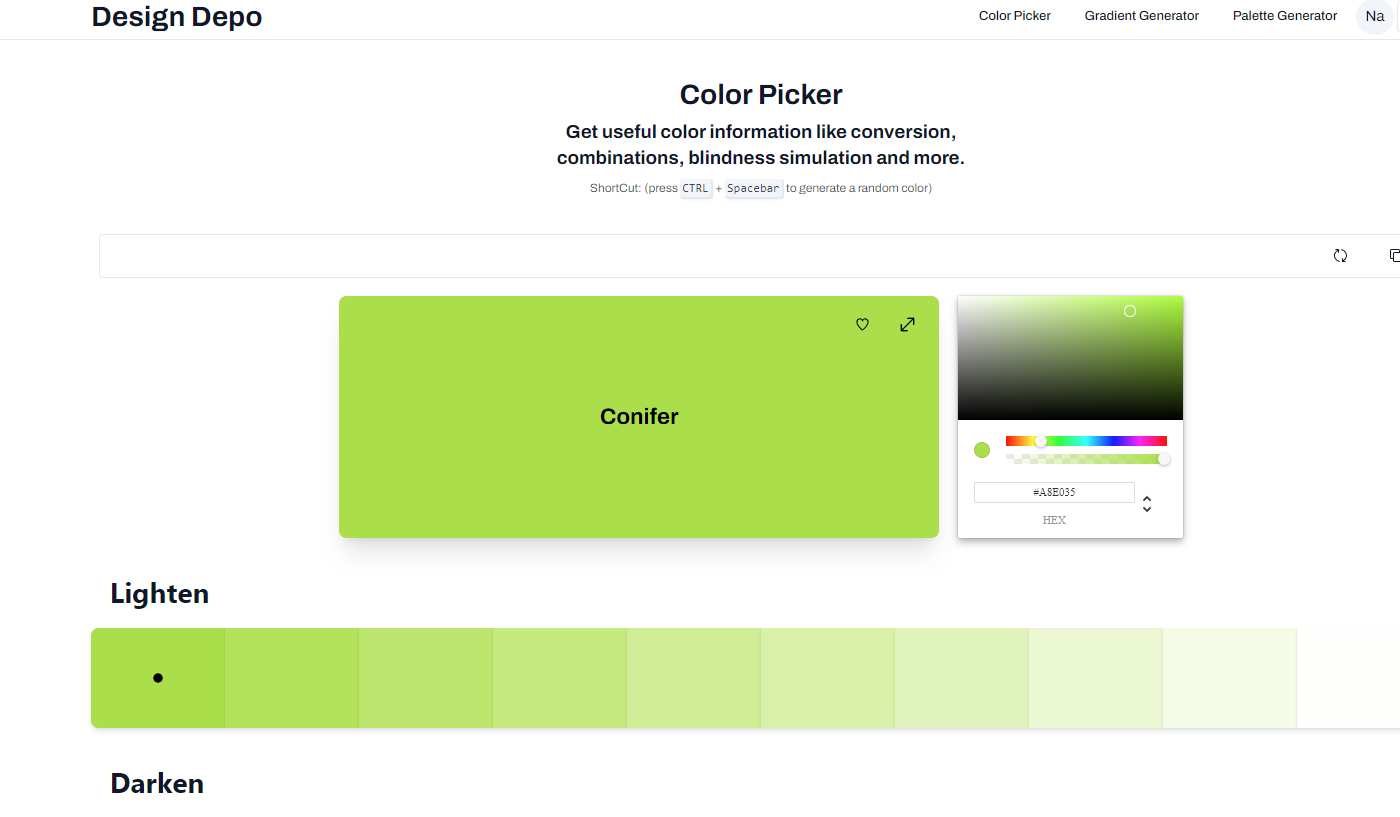 Design Depo
Color Picker
Gradient Generator
Palette Generator
Na
Color Picker
Get useful color information like conversion,
combinations, blindness simulation and more.
ShortCut: (press CTRL + Spacebar to generate a random color)
Conifer
#A8E035
HEX
Lighten
Darken